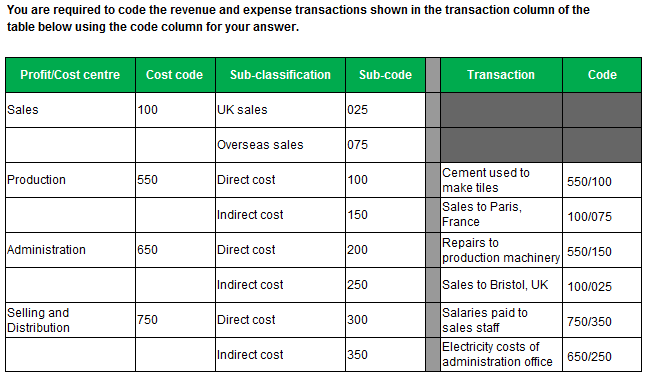 You are required to code the revenue and expense transactions shown in the transaction column of the
table below using the code column for your answer.
Profit/Cost centre Cost code Sub-classification Sub-code Transaction Code
Sales 100 UK sales 025
Overseas sales 075
Production 550 Direct cost 100 Cement used to
make tiles 550/100
Indirect cost 150 Sales to Paris,
France 100/075
Administration 650 Direct cost 200 Repairs to
production machinery 550/150
Indirect cost 250 Sales to Bristol, UK 100/025
Selling and
Distribution 750 Direct cost 300 Salaries paid to
sales staff 750/350
Indirect cost 350 Electricity costs of
administration office 650/250